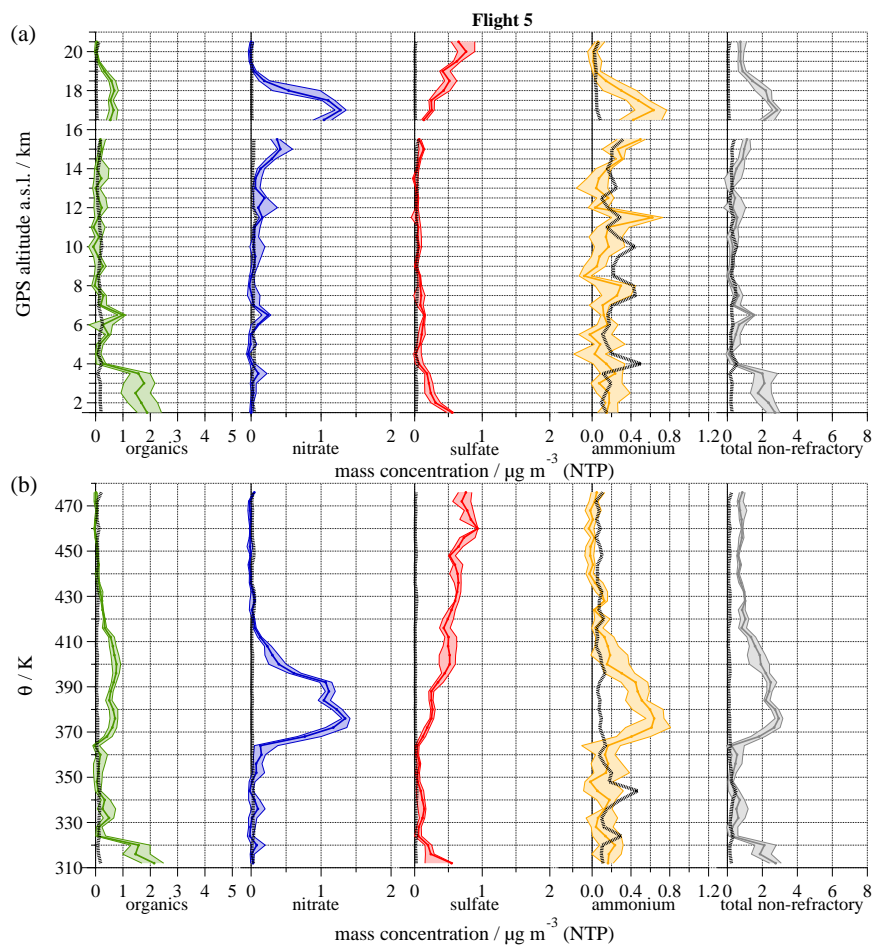 Flight 5
(a)
GPS altitude a.s.l. / km
20
18
16
14
12
10
8
6
4
2
0 1 2 3 4 5
0 1 2
0 1 2
0.0 0.4 0.8 1.2
0 2 4 6 8
organics nitrate sulfate ammonium total non-refractory
mass concentration / µg m⁻³ (NTP)
(b)
θ / K
470
450
430
410
390
370
350
330
310
0 1 2 3 4 5
0 1 2
0 1 2
0.0 0.4 0.8 1.2
0 2 4 6 8
organics nitrate sulfate ammonium total non-refractory
mass concentration / µg m⁻³ (NTP)